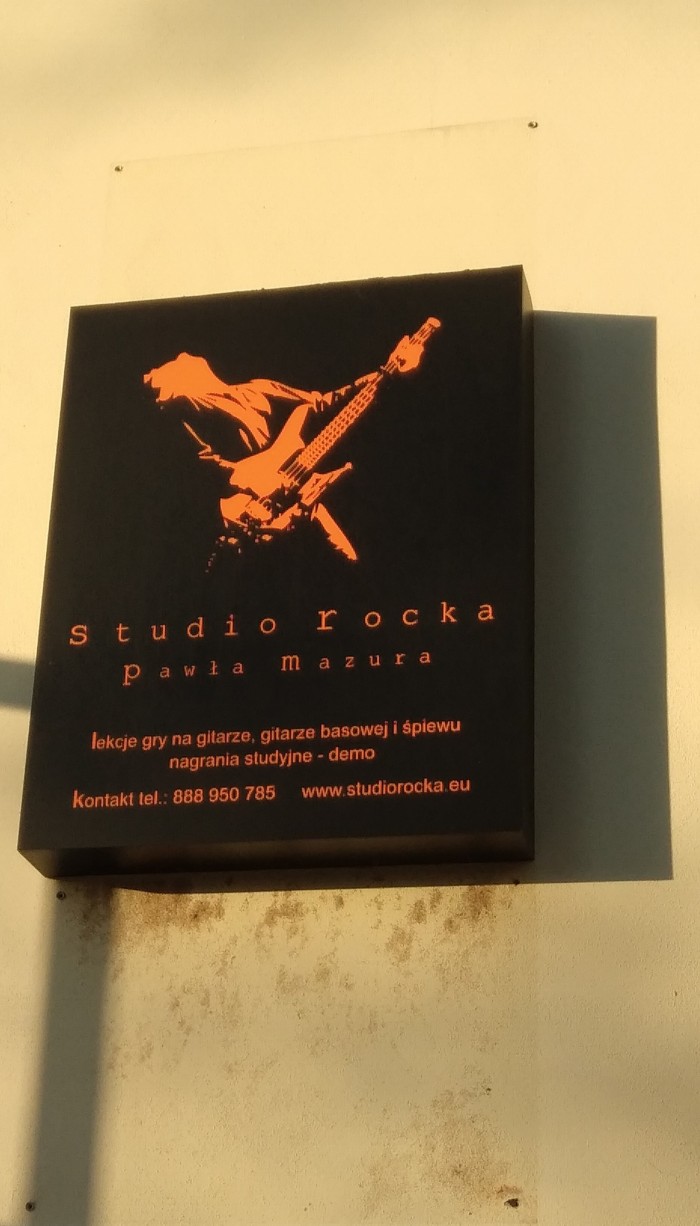 studio rocka
pawła mazura
lekcje gry na gitarze, gitarze basowej i śpiewu
nagrania studyjne - demo
kontakt tel.: 888 950 785 www.studiorocka.eu